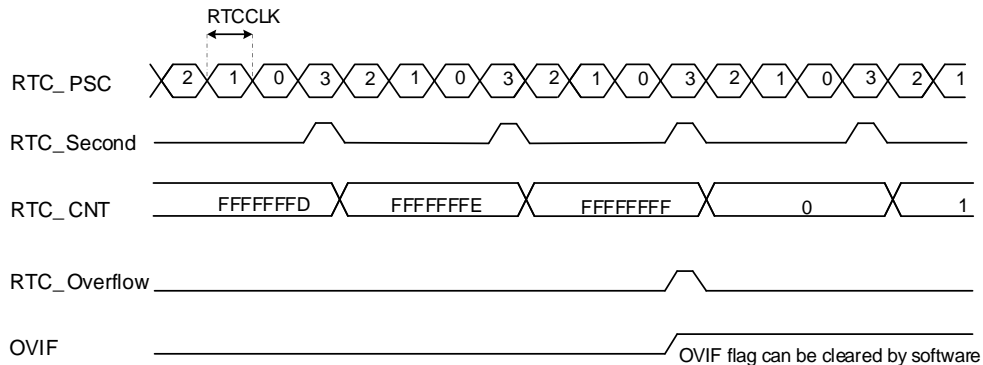 RTCCLK
RTC_PSC 2 1 0 3 2 1 0 3 2 1 0 3 2 1 0 3 2 1
RTC_Second
RTC_CNT FFFFFFFD FFFFFFFE FFFFFFFF 0 1
RTC_Overflow
OVIF
OVIF flag can be cleared by software